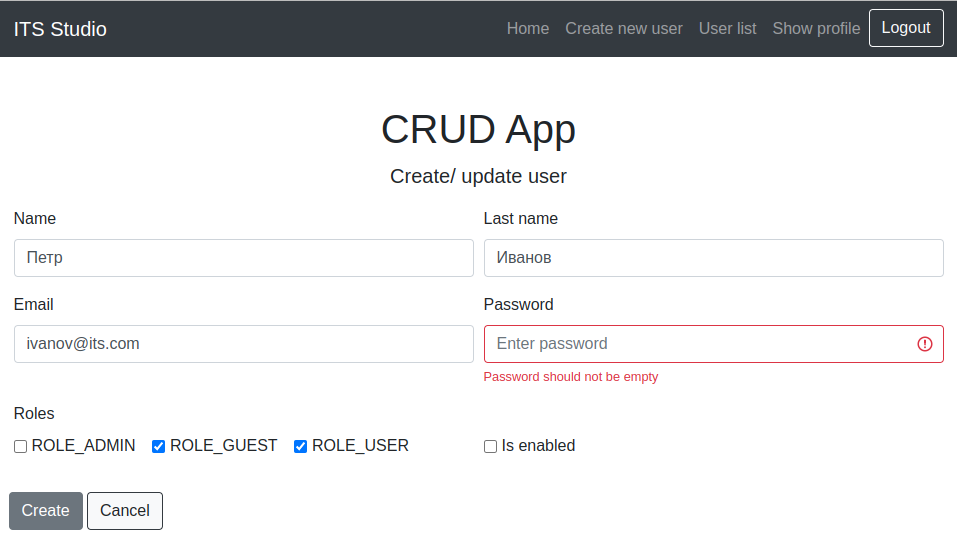 ITS Studio Home Create new user User list Show profile Logout
CRUD App
Create/ update user
Name Last name
Петр Иванов
Email Password
ivanov@its.com Enter password
Password should not be empty
Roles
ROLE_ADMIN ROLE_GUEST ROLE_USER Is enabled
Create Cancel